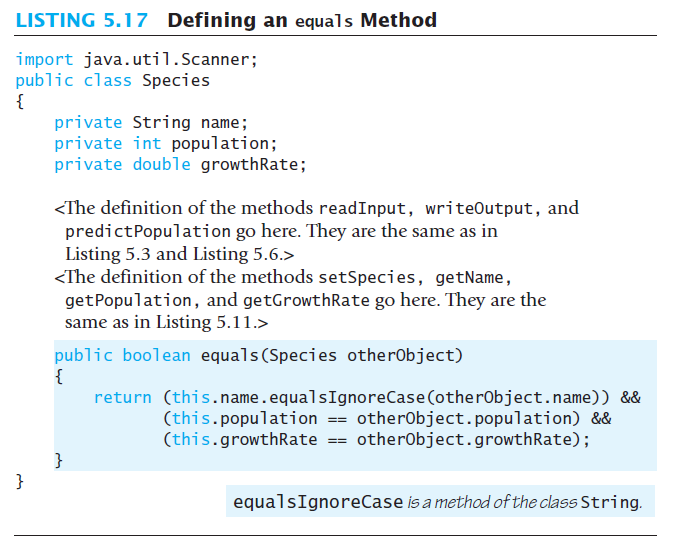 LISTING 5.17 Defining an equals Method
import java.util.Scanner;
public class Species
{
private String name;
private int population;
private double growthRate;
<The definition of the methods readInput, writeOutput, and
predictPopulation go here. They are the same as in
Listing 5.3 and Listing 5.6.>
<The definition of the methods setSpecies, getName,
getPopulation, and getGrowthRate go here. They are the
same as in Listing 5.11.>
public boolean equals(Species otherObject)
{
return (this.name.equalsIgnoreCase(otherObject.name)) &&
(this.population == otherObject.population) &&
(this.growthRate == otherObject.growthRate);
}
}
equalsIgnoreCase is a method of the class String.